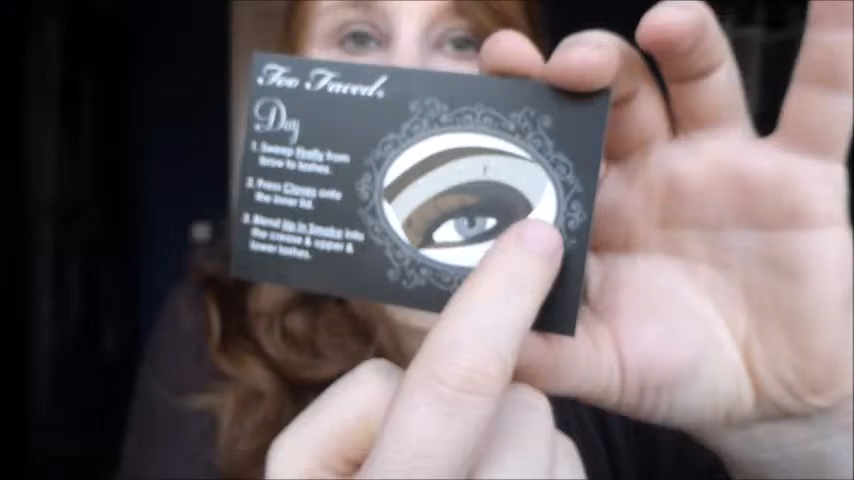 Too Faced.
Day
1. Sweep Totally from
brow to lashes.
2. Press Cloves onto
the inner lid.
3. Blend Up in Smoke into
the crease & upper &
lower lashes.